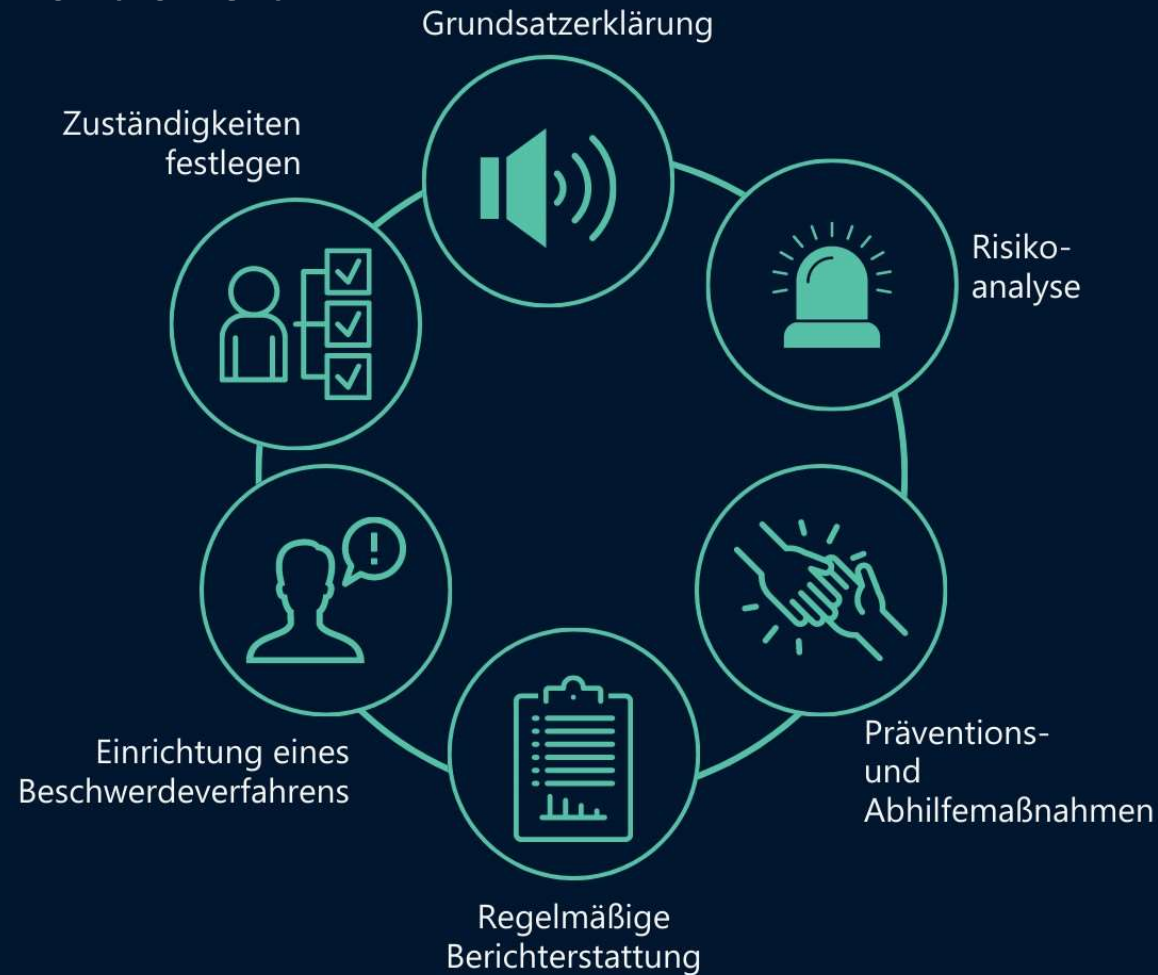 Grundsatzerklärung
Zuständigkeiten
festlegen
Risiko-
analyse
Einrichtung eines
Beschwerdeverfahrens
Präventions-
und
Abhilfemaßnahmen
Regelmäßige
Berichterstattung